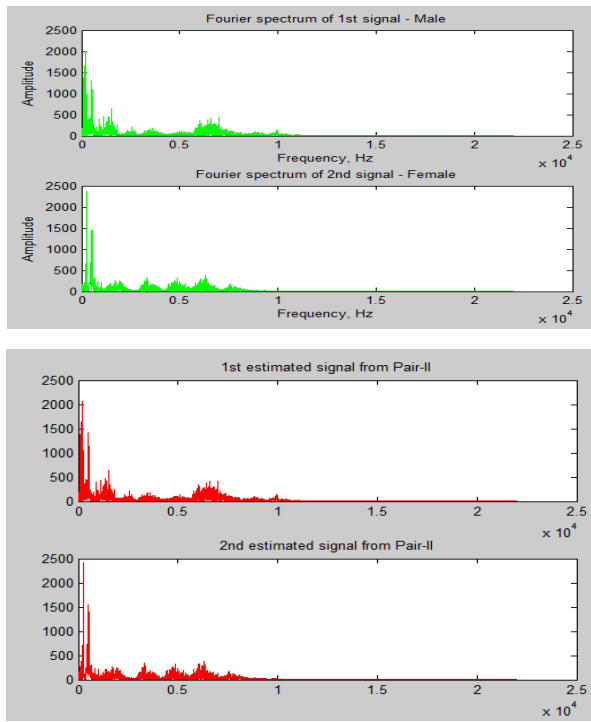 Fourier spectrum of 1st signal - Male
2500
2000
1500
1000
500
0
Amplitude
0 0.5 1 1.5 2 2.5
Frequency, Hz
x 10^4
Fourier spectrum of 2nd signal - Female
2500
2000
1500
1000
500
0
Amplitude
0 0.5 1 1.5 2 2.5
Frequency, Hz
x 10^4
1st estimated signal from Pair-II
2500
2000
1500
1000
500
0
0 0.5 1 1.5 2 2.5
x 10^4
2nd estimated signal from Pair-II
2500
2000
1500
1000
500
0
0 0.5 1 1.5 2 2.5
x 10^4